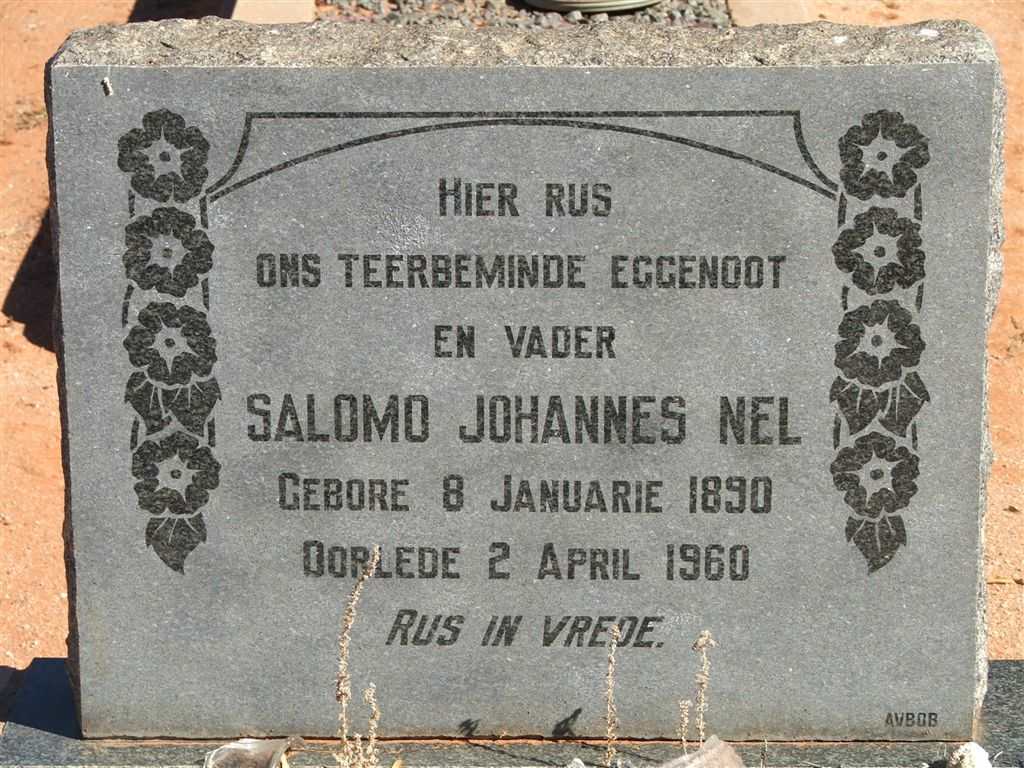 HIER RUS
ONS TEERBEMINDE EGGENOOT
EN VADER
SALOMO JOHANNES NEL
GEBORE 8 JANUARIE 1890
OORLEDE 2 APRIL 1960
RUS IN VREDE.
AVBOB